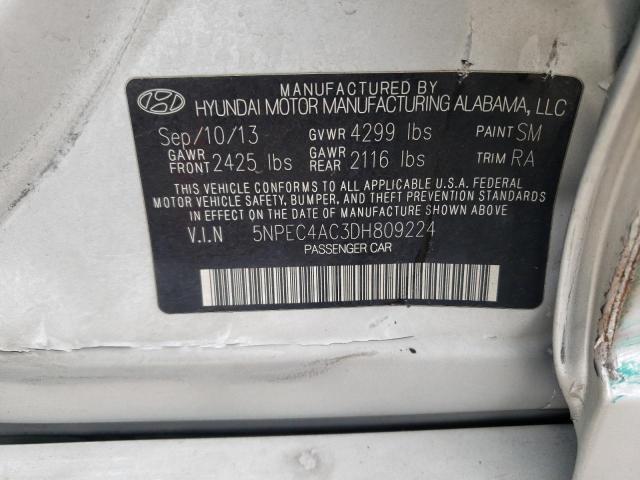 MANUFACTURED BY
HYUNDAI MOTOR MANUFACTURING ALABAMA, LLC
Sep/10/13 GVWR 4299 lbs PAINT SM
GAWR FRONT 2425 lbs GAWR REAR 2116 lbs TRIM RA
THIS VEHICLE CONFORMS TO ALL APPLICABLE U.S.A. FEDERAL
MOTOR VEHICLE SAFETY, BUMPER, AND THEFT PREVENTION STANDARDS
IN EFFECT ON THE DATE OF MANUFACTURE SHOWN ABOVE
V.I.N 5NPEC4AC3DH809224
PASSENGER CAR